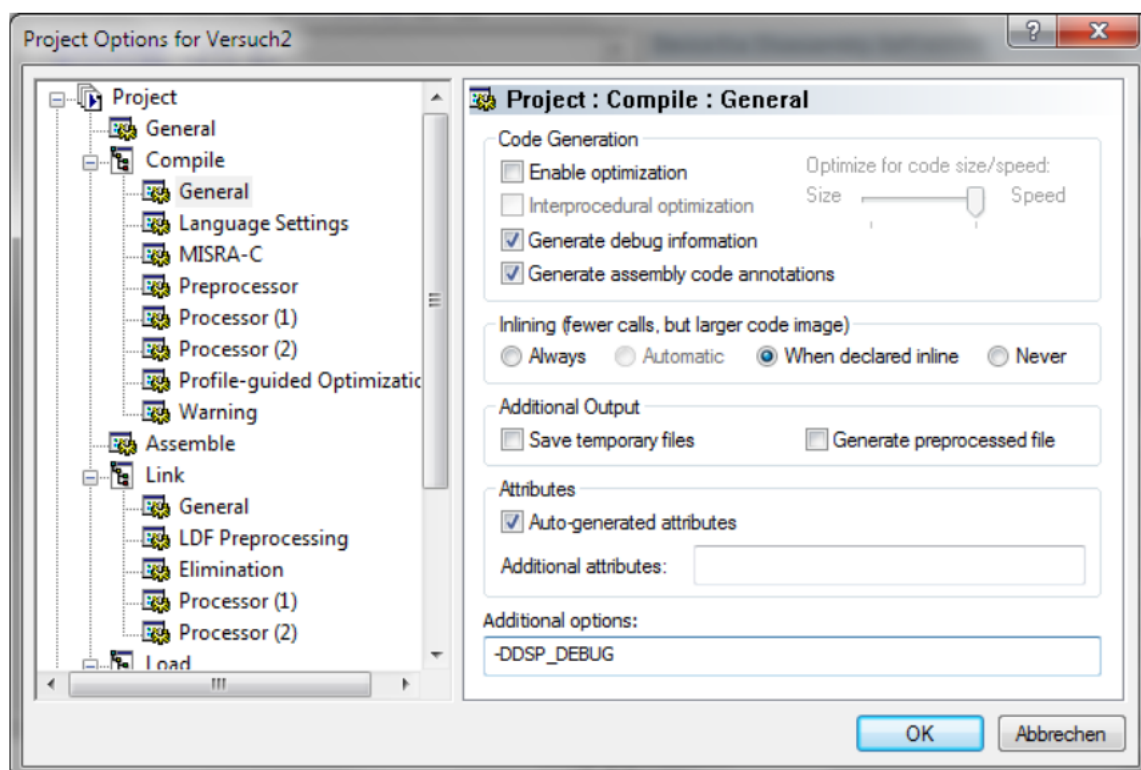 Project Options for Versuch2
Project
General
Compile
General
Language Settings
MISRA-C
Preprocessor
Processor (1)
Processor (2)
Profile-guided Optimizatic
Warning
Assemble
Link
General
LDF Preprocessing
Elimination
Processor (1)
Processor (2)
Load
Project : Compile : General
Code Generation
Enable optimization
Optimize for code size/speed:
Interprocedural optimization
Size Speed
Generate debug information
Generate assembly code annotations
Inlining (fewer calls, but larger code image)
Always Automatic When declared inline Never
Additional Output
Save temporary files Generate preprocessed file
Attributes
Auto-generated attributes
Additional attributes:
Additional options:
-DDSP_DEBUG
OK Abbrechen